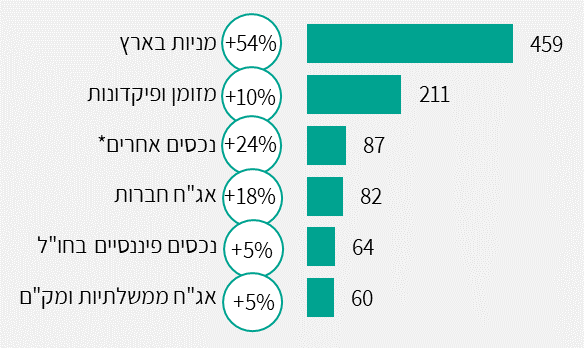 מניות בארץ +54% 459
מזומן ופיקדונות +10% 211
נכסים אחרים* +24% 87
אג"ח חברות +18% 82
נכסים פיננסיים בחו"ל +5% 64
אג"ח ממשלתיות ומק"ם +5% 60